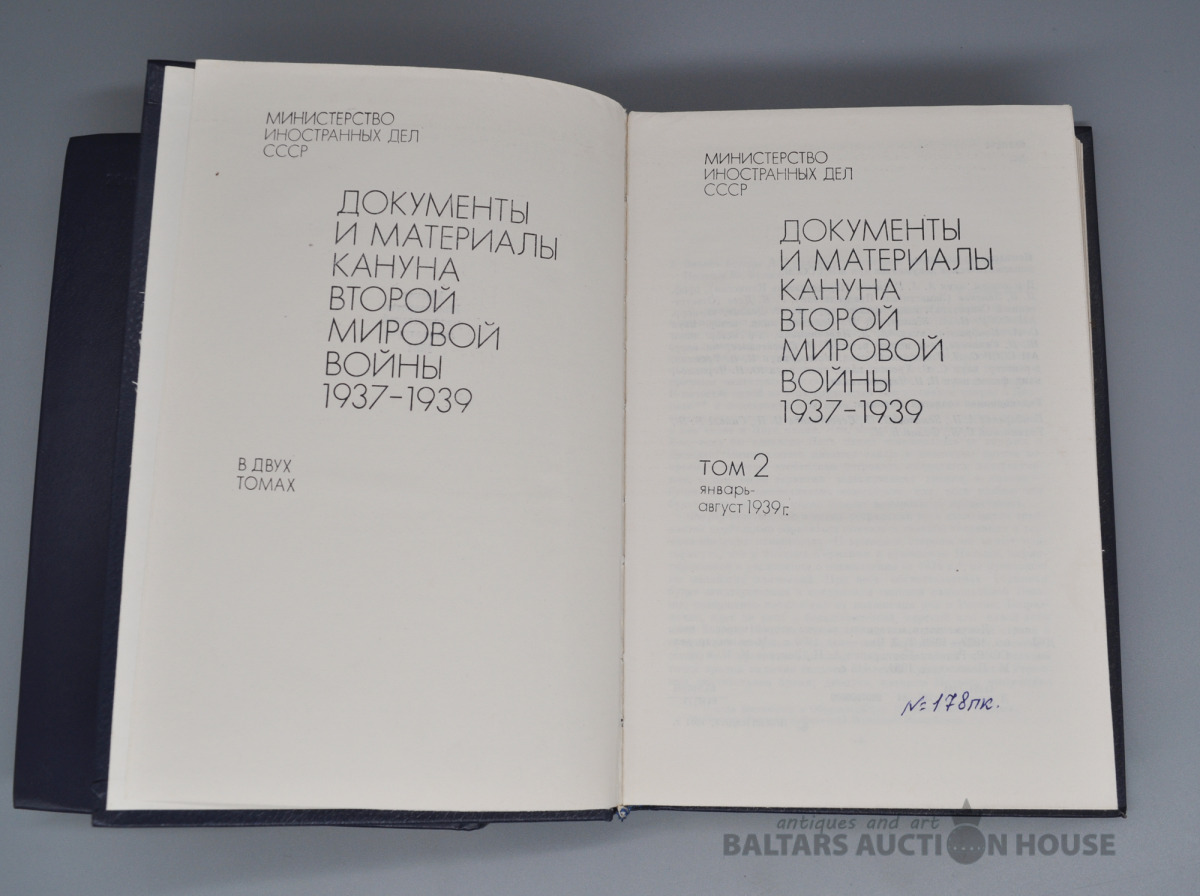 МИНИСТЕРСТВО
ИНОСТРАННЫХ ДЕЛ
СССР
ДОКУМЕНТЫ
И МАТЕРИАЛЫ
КАНУНА
ВТОРОЙ
МИРОВОЙ
ВОЙНЫ
1937–1939
В ДВУХ
ТОМАХ
МИНИСТЕРСТВО
ИНОСТРАННЫХ ДЕЛ
СССР
ДОКУМЕНТЫ
И МАТЕРИАЛЫ
КАНУНА
ВТОРОЙ
МИРОВОЙ
ВОЙНЫ
1937–1939
ТОМ 2
январь-
август 1939 г.
№ 178пк.
antiques and art
BALTARS AUCTION HOUSE